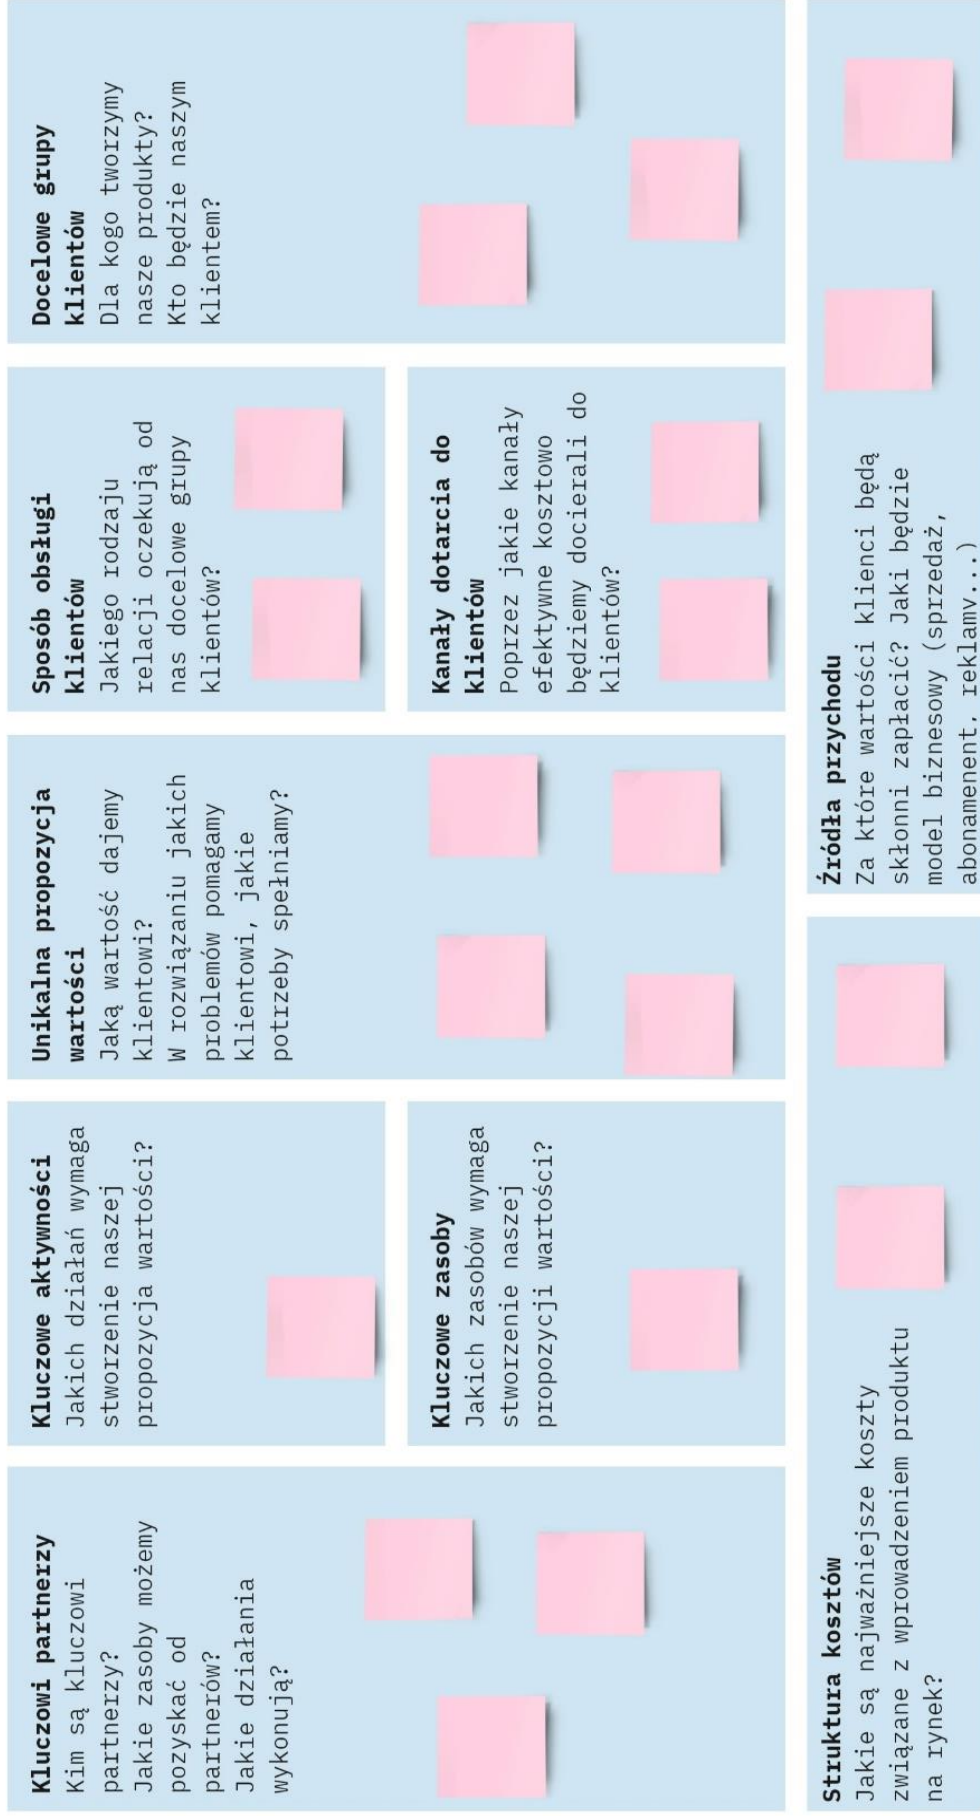 Kluczowi partnerzy
Kim są kluczowi
partnerzy?
Jakie zasoby możemy
pozyskać od
partnerów?
Jakie działania
wykonują?
Kluczowe aktywności
Jakich działań wymaga
stworzenie naszej
propozycja wartości?
Kluczowe zasoby
Jakich zasobów wymaga
stworzenie naszej
propozycji wartości?
Unikalna propozycja
wartości
Jaką wartość dajemy
klientowi?
W rozwiązaniu jakich
problemów pomagamy
klientowi, jakie
potrzeby spełniamy?
Sposób obsługi
klientów
Jakiego rodzaju
relacji oczekują od
nas docelowe grupy
klientów?
Kanały dotarcia do
klientów
Poprzez jakie kanały
efektywne kosztowo
będziemy docierali do
klientów?
Docelowe grupy
klientów
Dla kogo tworzymy
nasze produkty?
Kto będzie naszym
klientem?
Struktura kosztów
Jakie są najważniejsze koszty
związane z wprowadzeniem produktu
na rynek?
Źródła przychodu
Za które wartości klienci będą
skłonni zapłacić? Jaki będzie
model biznesowy (sprzedaż,
abonamenent, reklamy...)